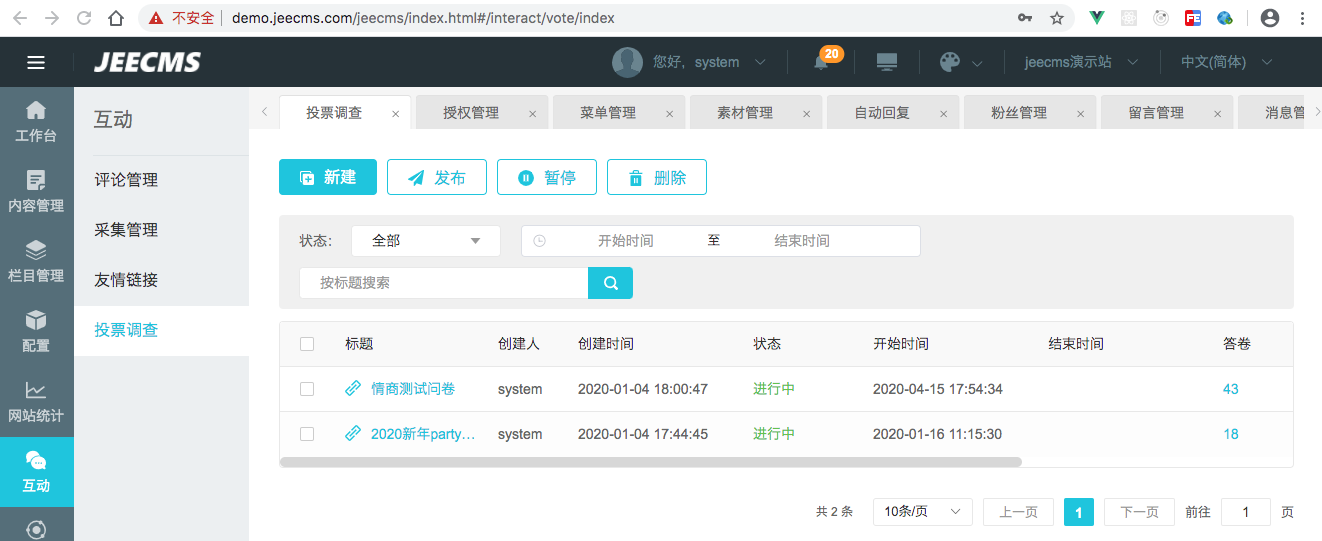 不安全 demo.jeecms.com/jeecms/index.html#/interact/vote/index
JEECMS 您好，system 20 jeecms演示站 中文(简体)
工作台
内容管理
栏目管理
配置
网站统计
互动
互动
评论管理
采集管理
友情链接
投票调查
投票调查 × 授权管理 × 菜单管理 × 素材管理 × 自动回复 × 粉丝管理 × 留言管理 × 消息管
新建 发布 暂停 删除
状态： 全部 开始时间 至 结束时间
按标题搜索
标题 创建人 创建时间 状态 开始时间 结束时间 答卷
情商测试问卷 system 2020-01-04 18:00:47 进行中 2020-04-15 17:54:34 43
2020新年party… system 2020-01-04 17:44:45 进行中 2020-01-16 11:15:30 18
共 2 条 10条/页 上一页 1 下一页 前往 1 页